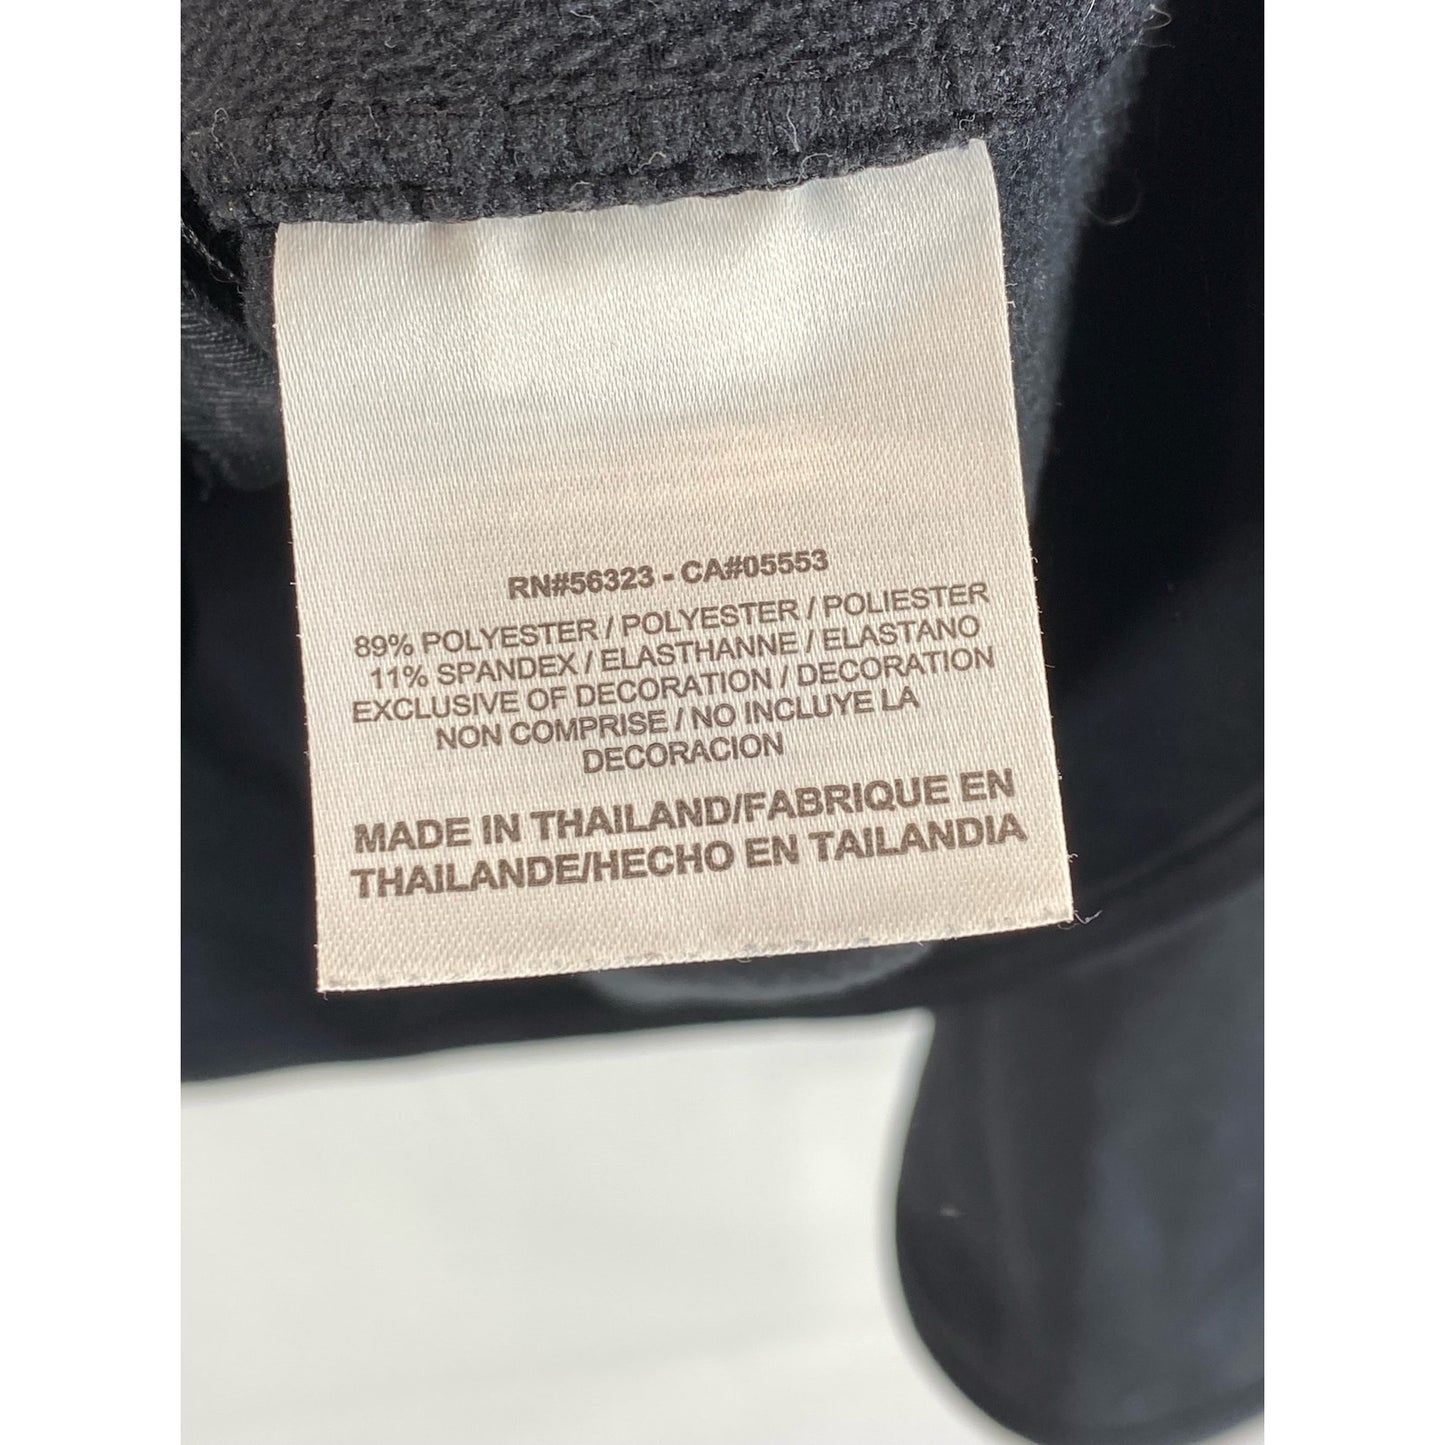 RN#56323 - CA#05553
89% POLYESTER / POLYESTER / POLIESTER
11% SPANDEX / ELASTHANNE / ELASTANO
EXCLUSIVE OF DECORATION / DECORATION
NON COMPRISE / NO INCLUYE LA
DECORACION
MADE IN THAILAND/FABRIQUE EN
THAILANDE/HECHO EN TAILANDIA